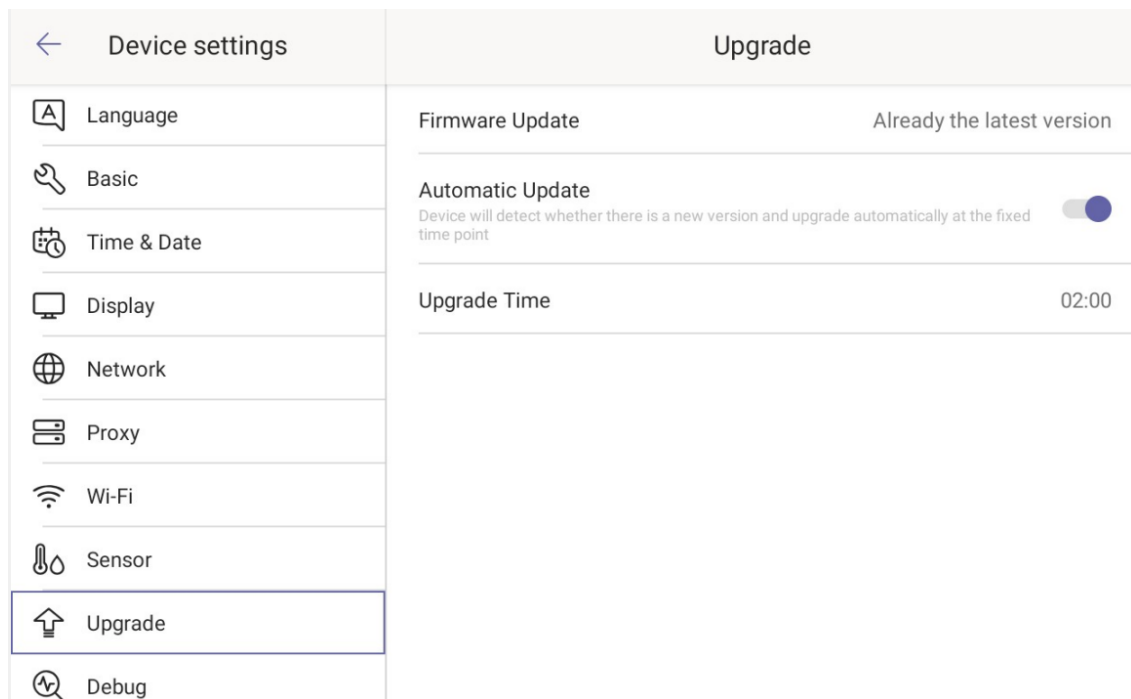 Device settings
Upgrade
Language
Basic
Time & Date
Display
Network
Proxy
Wi-Fi
Sensor
Upgrade
Debug
Firmware Update
Already the latest version
Automatic Update
Device will detect whether there is a new version and upgrade automatically at the fixed
time point
Upgrade Time
02:00